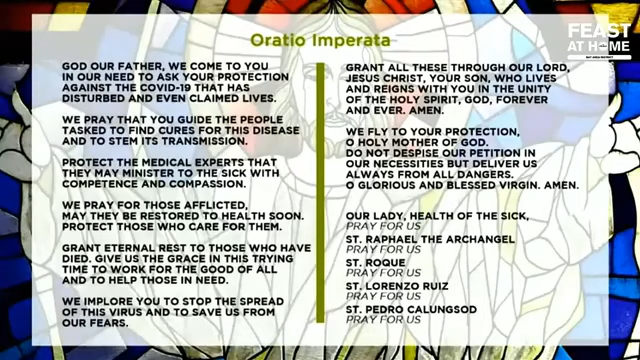 FEAST
AT HOME
BAY AREA DISTRICT
Oratio Imperata
GOD OUR FATHER, WE COME TO YOU
IN OUR NEED TO ASK YOUR PROTECTION
AGAINST THE COVID-19 THAT HAS
DISTURBED AND EVEN CLAIMED LIVES.
WE PRAY THAT YOU GUIDE THE PEOPLE
TASKED TO FIND CURES FOR THIS DISEASE
AND TO STEM ITS TRANSMISSION.
PROTECT THE MEDICAL EXPERTS THAT
THEY MAY MINISTER TO THE SICK WITH
COMPETENCE AND COMPASSION.
WE PRAY FOR THOSE AFFLICTED,
MAY THEY BE RESTORED TO HEALTH SOON.
PROTECT THOSE WHO CARE FOR THEM.
GRANT ETERNAL REST TO THOSE WHO HAVE
DIED. GIVE US THE GRACE IN THIS TRYING
TIME TO WORK FOR THE GOOD OF ALL
AND TO HELP THOSE IN NEED.
WE IMPLORE YOU TO STOP THE SPREAD
OF THIS VIRUS AND TO SAVE US FROM
OUR FEARS.
GRANT ALL THESE THROUGH OUR LORD,
JESUS CHRIST, YOUR SON, WHO LIVES
AND REIGNS WITH YOU IN THE UNITY
OF THE HOLY SPIRIT, GOD, FOREVER
AND EVER. AMEN.
WE FLY TO YOUR PROTECTION,
O HOLY MOTHER OF GOD.
DO NOT DESPISE OUR PETITION IN
OUR NECESSITIES BUT DELIVER US
ALWAYS FROM ALL DANGERS.
O GLORIOUS AND BLESSED VIRGIN. AMEN.
OUR LADY, HEALTH OF THE SICK,
PRAY FOR US
ST. RAPHAEL THE ARCHANGEL
PRAY FOR US
ST. ROQUE
PRAY FOR US
ST. LORENZO RUIZ
PRAY FOR US
ST. PEDRO CALUNGSOD
PRAY FOR US